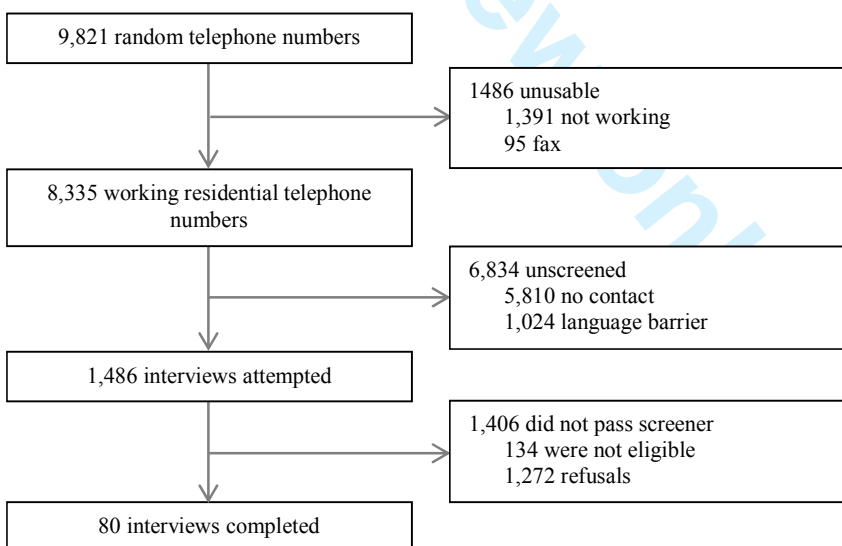 9,821 random telephone numbers
1486 unusable
1,391 not working
95 fax
8,335 working residential telephone
numbers
6,834 unscreened
5,810 no contact
1,024 language barrier
1,486 interviews attempted
1,406 did not pass screener
134 were not eligible
1,272 refusals
80 interviews completed